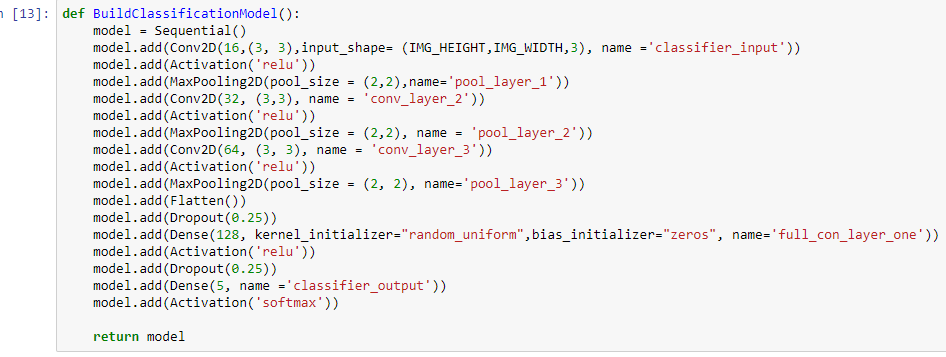 n [13]:
def BuildClassificationModel():
    model = Sequential()
    model.add(Conv2D(16,(3, 3),input_shape= (IMG_HEIGHT,IMG_WIDTH,3), name ='classifier_input'))
    model.add(Activation('relu'))
    model.add(MaxPooling2D(pool_size = (2,2),name='pool_layer_1'))
    model.add(Conv2D(32, (3,3), name = 'conv_layer_2'))
    model.add(Activation('relu'))
    model.add(MaxPooling2D(pool_size = (2,2), name = 'pool_layer_2'))
    model.add(Conv2D(64, (3, 3), name = 'conv_layer_3'))
    model.add(Activation('relu'))
    model.add(MaxPooling2D(pool_size = (2, 2), name='pool_layer_3'))
    model.add(Flatten())
    model.add(Dropout(0.25))
    model.add(Dense(128, kernel_initializer="random_uniform",bias_initializer="zeros", name='full_con_layer_one'))
    model.add(Activation('relu'))
    model.add(Dropout(0.25))
    model.add(Dense(5, name ='classifier_output'))
    model.add(Activation('softmax'))

    return model